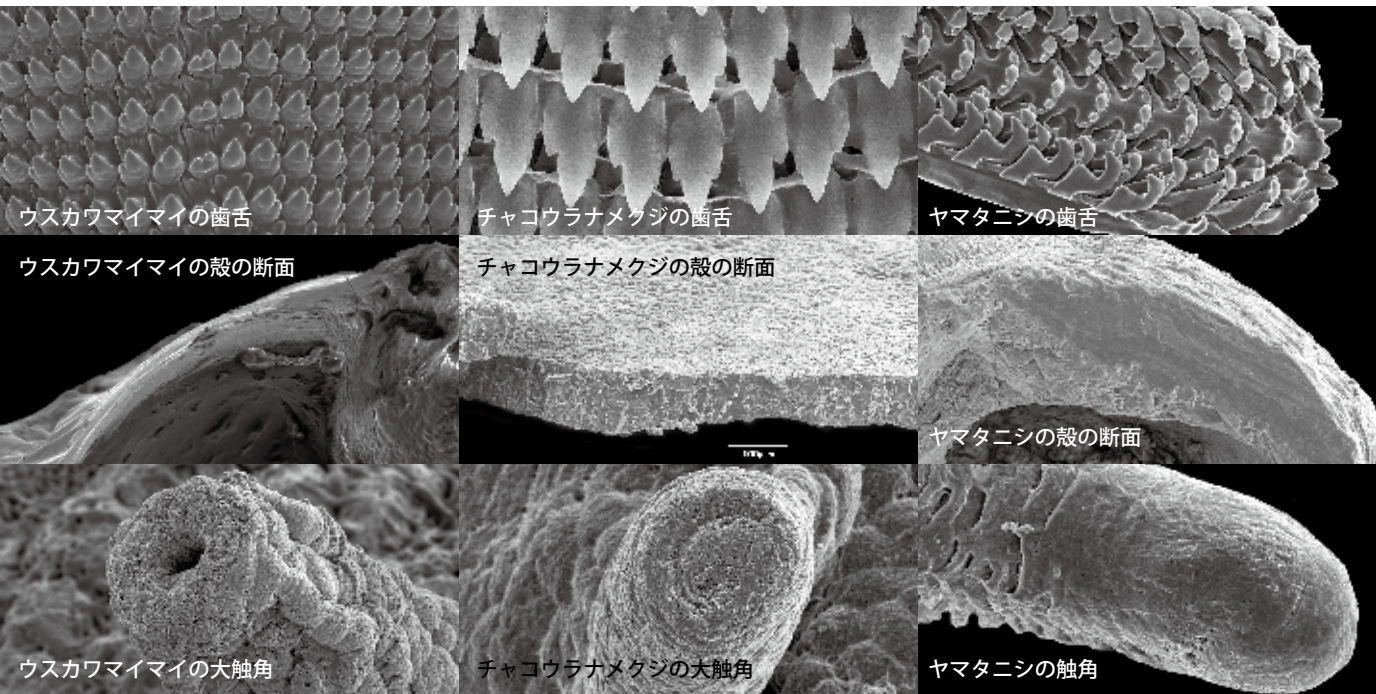 ウスカワマイマイの歯舌
チャコウラナメクジの歯舌
ヤマタニシの歯舌
ウスカワマイマイの殻の断面
チャコウラナメクジの殻の断面
ヤマタニシの殻の断面
ウスカワマイマイの大触角
チャコウラナメクジの大触角
ヤマタニシの触角